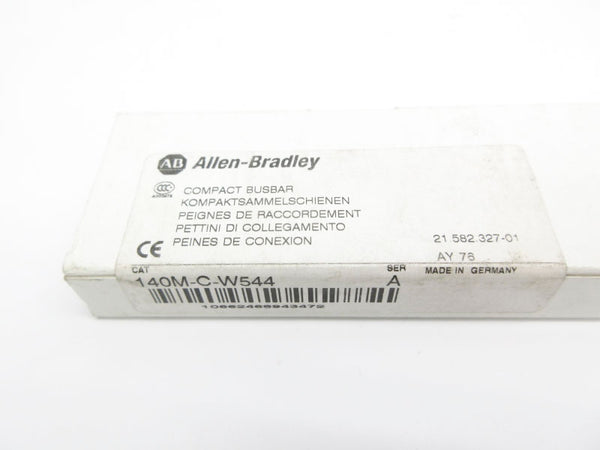 AB Allen-Bradley
COMPACT BUSBAR
KOMPAKTSAMMELSCHIENEN
PEIGNES DE RACCORDEMENT
PETTINI DI COLLEGAMENTO
PEINES DE CONEXION
CE
21.582.327-01
AY 76
MADE IN GERMANY
CAT
SER
140M-C-W544
A
10662468943472